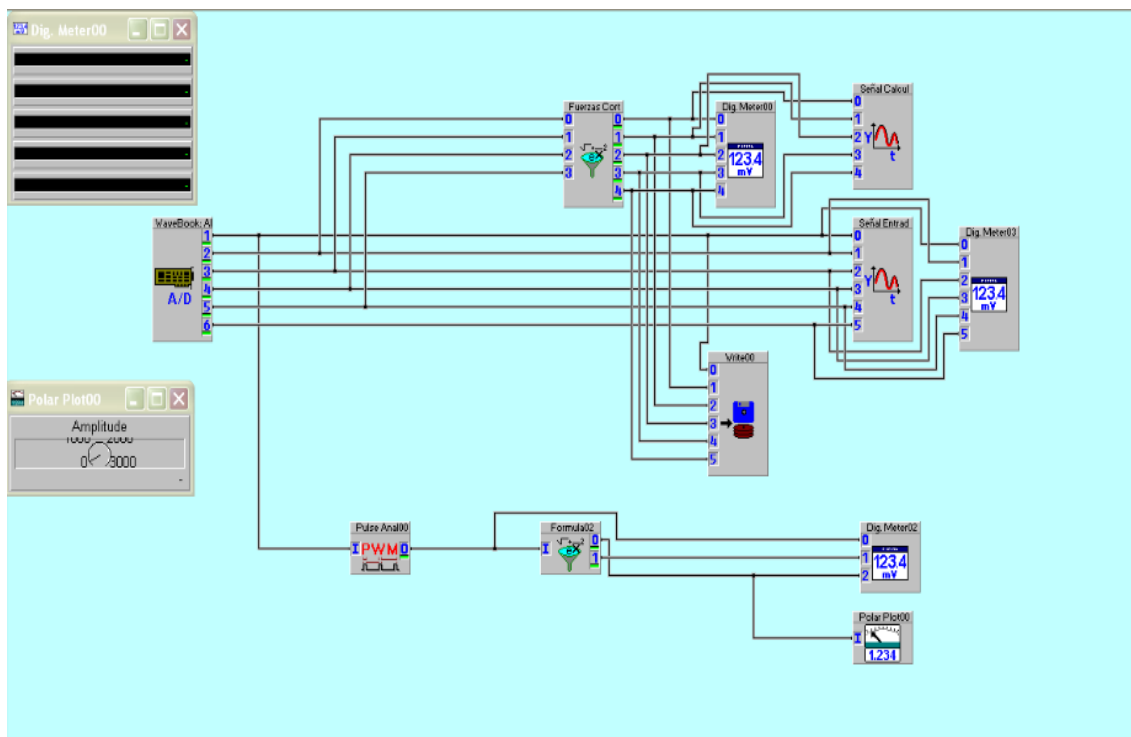 Dig. Meter00
Fuerzas Cort
0 0
1 1
2 2
3 3
4
Dig. Meter00
0
1
2
3
4
123.4
mV
Señal Calcul
0
1
2 Y
3 t
4
WaveBook: A
1
2
3
4
5
6
A/D
Señal Entrad
0
1
2
3 Y
4 t
5
Dig. Meter03
0
1
2
3
4
5
123.4
mV
Write00
0
1
2
3
4
5
Polar Plot00
Amplitude
1000 2000
0 3000
Pulse Anal00
I PWM 0
Formula02
I 0
1
Dig. Meter02
0
1
2
123.4
mV
Polar Plot00
I
1.234